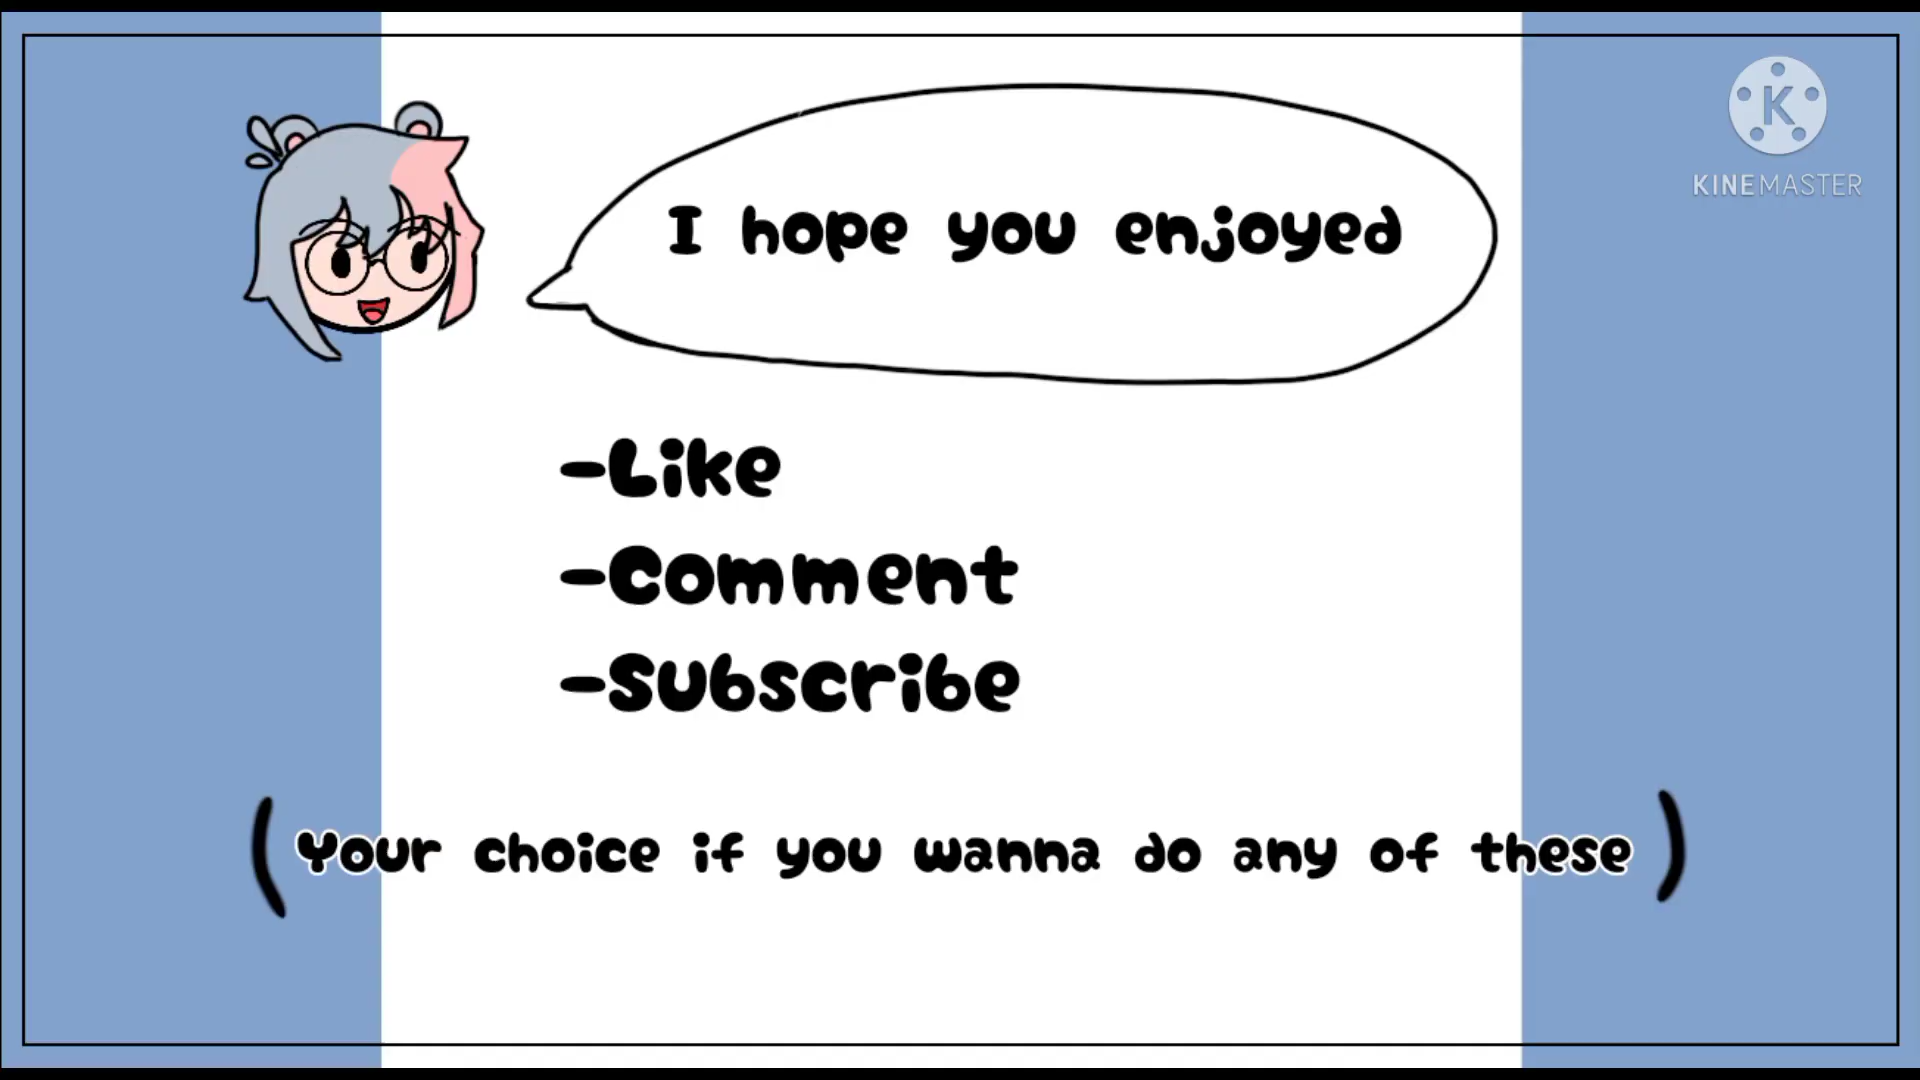 K
KINEMASTER
I hope you enjoyed
-Like
-Comment
-Subscribe
(Your choice if you wanna do any of these)